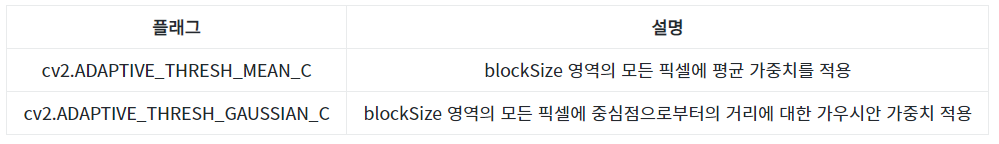 플래그 설명
cv2.ADAPTIVE_THRESH_MEAN_C blockSize 영역의 모든 픽셀에 평균 가중치를 적용
cv2.ADAPTIVE_THRESH_GAUSSIAN_C blockSize 영역의 모든 픽셀에 중심점으로부터의 거리에 대한 가우시안 가중치 적용